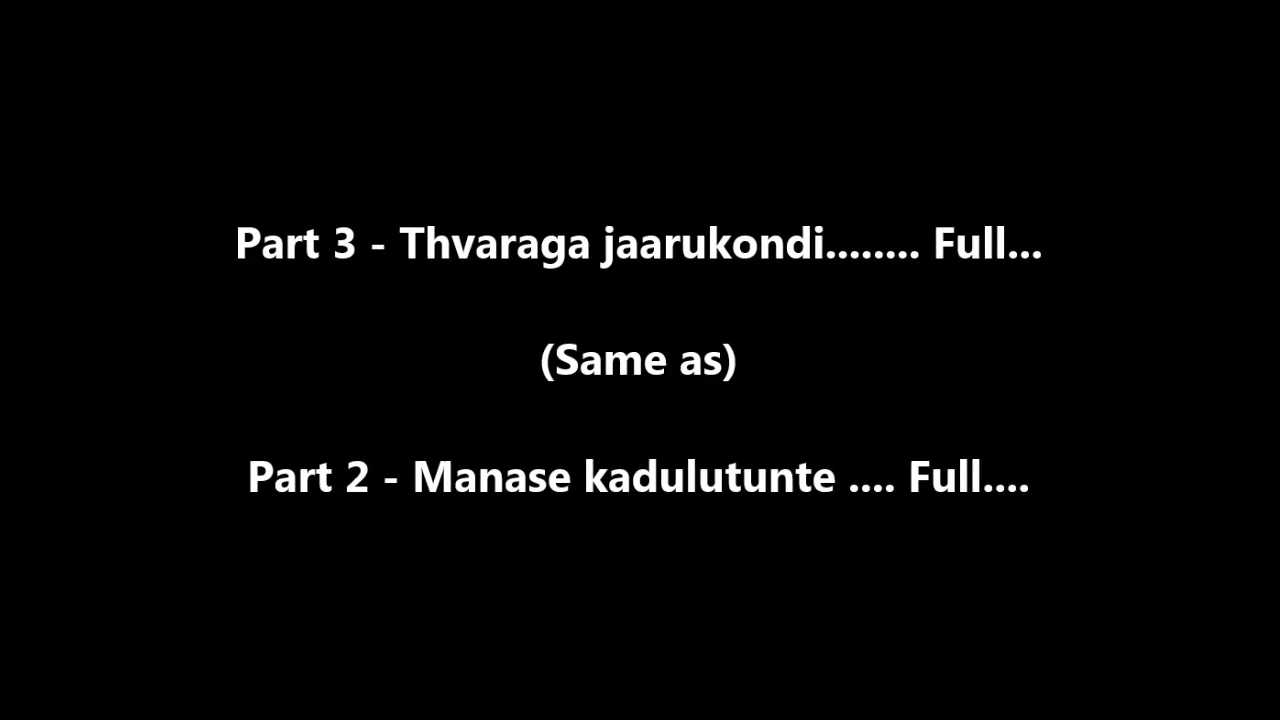 Part 3 - Thvaraga jaarukondi........ Full...
(Same as)
Part 2 - Manase kadulutunte .... Full....